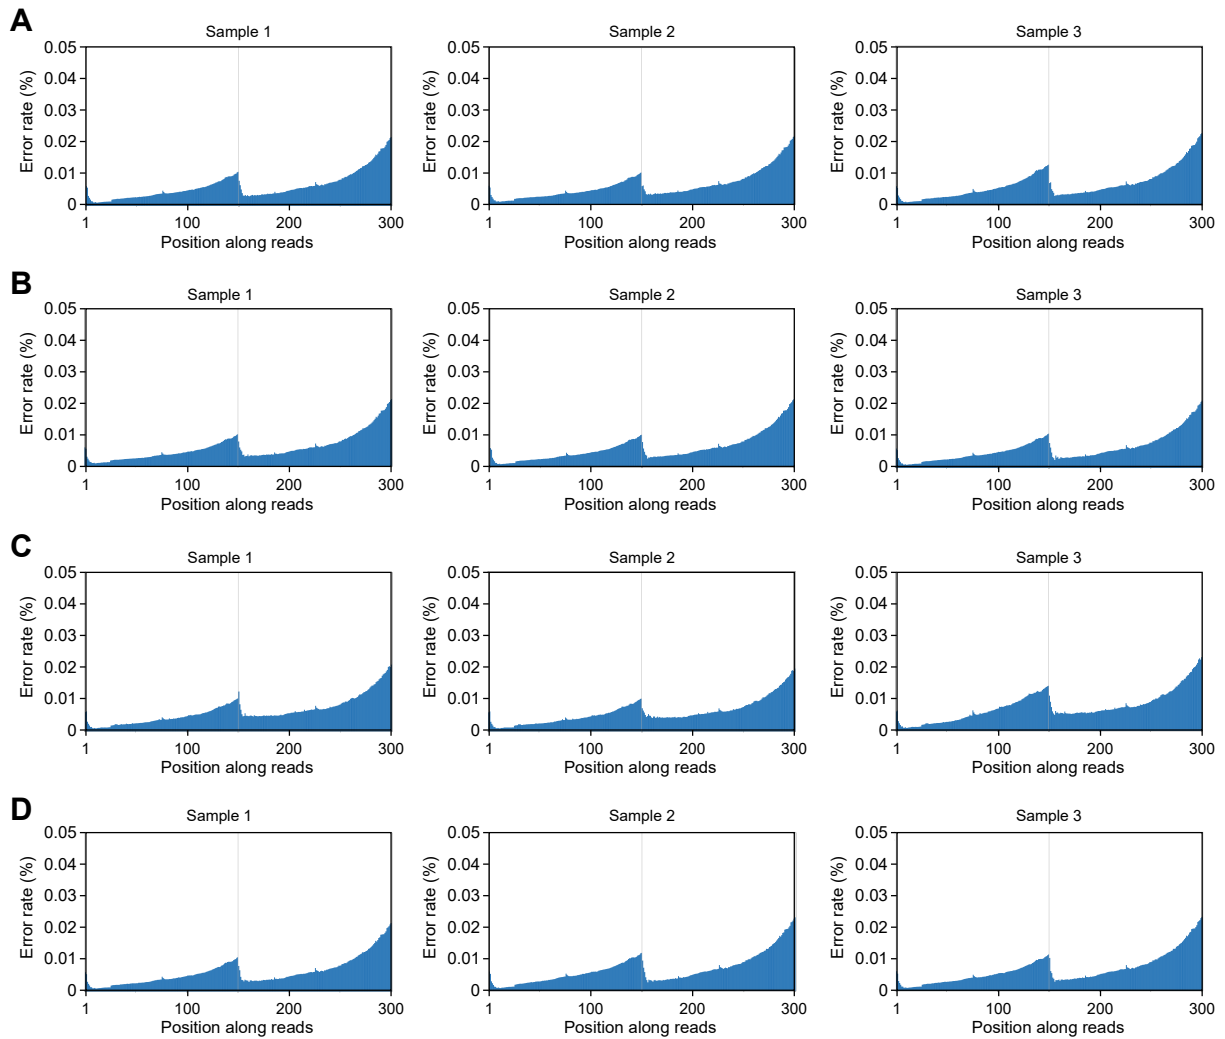 A
Sample 1 Sample 2 Sample 3
0.05 0.05 0.05
0.04 0.04 0.04
0.03 0.03 0.03
0.02 0.02 0.02
0.01 0.01 0.01
0 0 0
Error rate (%) Error rate (%) Error rate (%)
1 100 200 300 1 100 200 300 1 100 200 300
Position along reads Position along reads Position along reads
B
Sample 1 Sample 2 Sample 3
0.05 0.05 0.05
0.04 0.04 0.04
0.03 0.03 0.03
0.02 0.02 0.02
0.01 0.01 0.01
0 0 0
Error rate (%) Error rate (%) Error rate (%)
1 100 200 300 1 100 200 300 1 100 200 300
Position along reads Position along reads Position along reads
C
Sample 1 Sample 2 Sample 3
0.05 0.05 0.05
0.04 0.04 0.04
0.03 0.03 0.03
0.02 0.02 0.02
0.01 0.01 0.01
0 0 0
Error rate (%) Error rate (%) Error rate (%)
1 100 200 300 1 100 200 300 1 100 200 300
Position along reads Position along reads Position along reads
D
Sample 1 Sample 2 Sample 3
0.05 0.05 0.05
0.04 0.04 0.04
0.03 0.03 0.03
0.02 0.02 0.02
0.01 0.01 0.01
0 0 0
Error rate (%) Error rate (%) Error rate (%)
1 100 200 300 1 100 200 300 1 100 200 300
Position along reads Position along reads Position along reads